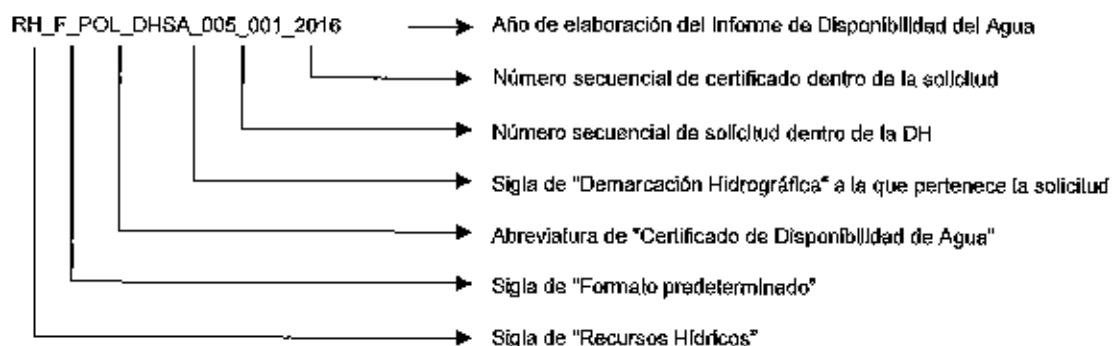 RH_F_POL_DHSA_005_001_2016 Año de elaboración del Informe de Disponibilidad del Agua
Número secuencial de certificado dentro de la solicitud
Número secuencial de solicitud dentro de la DH
Sigla de "Demarcación Hidrográfica" a la que pertenece la solicitud
Abreviatura de "Certificado de Disponibilidad de Agua"
Sigla de "Formato predeterminado"
Sigla de "Recursos Hídricos"